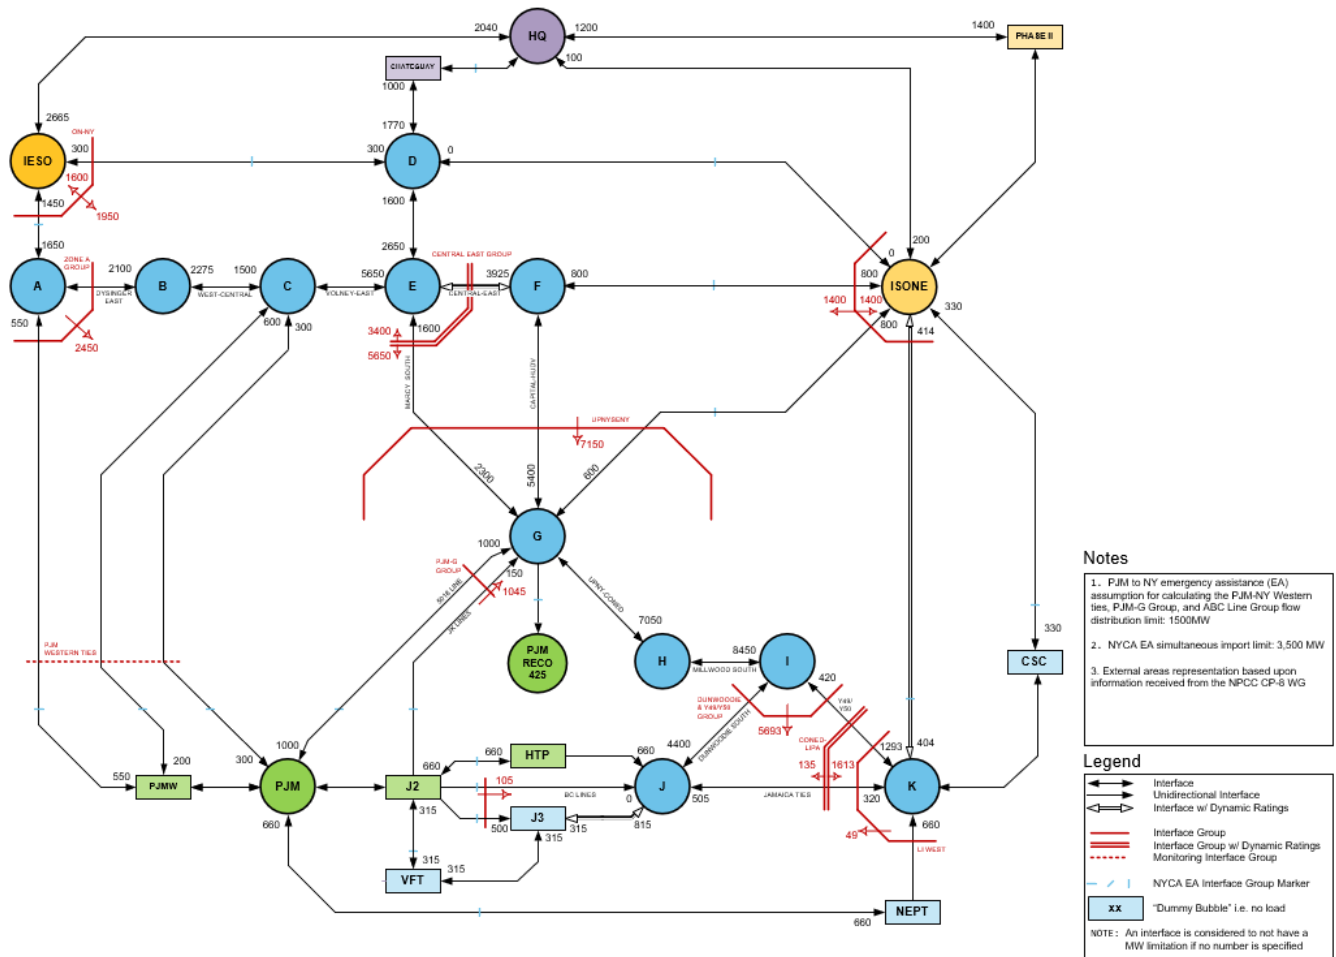 2040
HQ
1200
1400
PHASE II
100
CHATEGUAY
1000
2665
1770
ON-NY
IESO
300
300
D
0
1600
1450
1950
1600
1650
2650
200
0
ZONE A
GROUP
CENTRAL EAST GROUP
A
2100
B
2275
1500
C
5650
E
3925
F
800
800
ISONE
DYSINGER
EAST
WEST-CENTRAL
VOLNEY-EAST
CENTRAL-EAST
550
600
300
1400
1400
330
2450
3400
1600
800
414
5650
MARCY SOUTH
CAPITAL-HUDV
UPNYSENY
7150
2300
5400
600
G
1000
PJM-G
GROUP
150
1045
5018 LINE
JK LINES
UPNY-CONED
7050
8450
PJM
WESTERN TIES
PJM
RECO
425
H
MILLWOOD SOUTH
I
420
330
CSC
DUNWOODIE
& Y49/Y50
GROUP
DUNWOODIE SOUTH
Y49/
Y50
5693
CONED-
LIPA
4400
1293
404
135
1613
1000
660
HTP
660
660
200
300
550
PJMW
PJM
J2
105
BC LINES
J
505
JAMAICA TIES
K
0
320
660
660
315
500
J3
315
815
315
49
LI WEST
315
VFT
315
660
NEPT
Notes
1. PJM to NY emergency assistance (EA)
assumption for calculating the PJM-NY Western
ties, PJM-G Group, and ABC Line Group flow
distribution limit: 1500MW
2. NYCA EA simultaneous import limit: 3,500 MW
3. External areas representation based upon
information received from the NPCC CP-8 WG
Legend
Interface
Unidirectional Interface
Interface w/ Dynamic Ratings
Interface Group
Interface Group w/ Dynamic Ratings
Monitoring Interface Group
NYCA EA Interface Group Marker
xx
"Dummy Bubble" i.e. no load
NOTE: An interface is considered to not have a
MW limitation if no number is specified